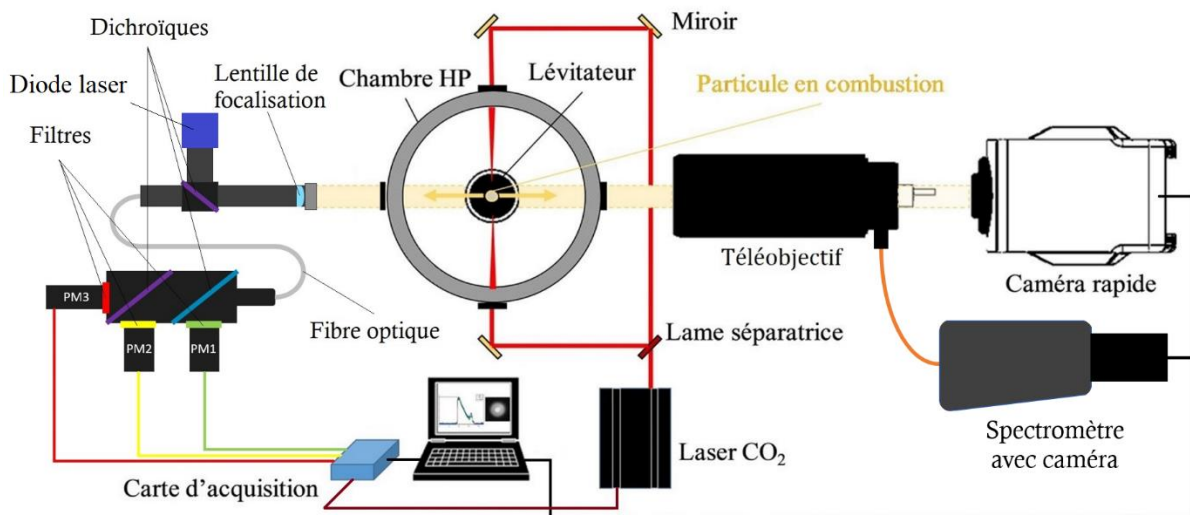 Dichroïques
Miroir
Diode laser
Lentille de
focalisation
Chambre HP
Lévitateur
Particule en combustion
Filtres
Téléobjectif
Caméra rapide
PM3
PM2
PM1
Fibre optique
Lame séparatrice
Laser CO₂
Carte d'acquisition
Spectromètre
avec caméra